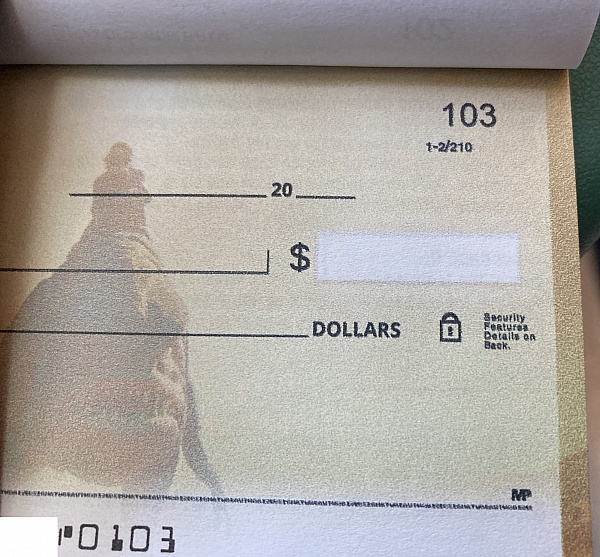 103
1-2/210
20
$
DOLLARS
Security
Features
Details on
Back.
MP
⑈0103